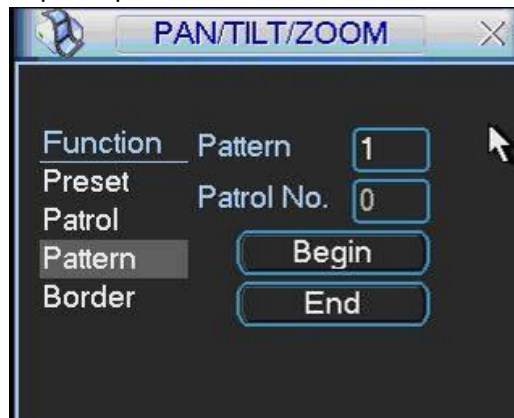 PAN/TILT/ZOOM
Function
Preset
Patrol
Pattern
Border
Pattern 1
Patrol No. 0
Begin
End